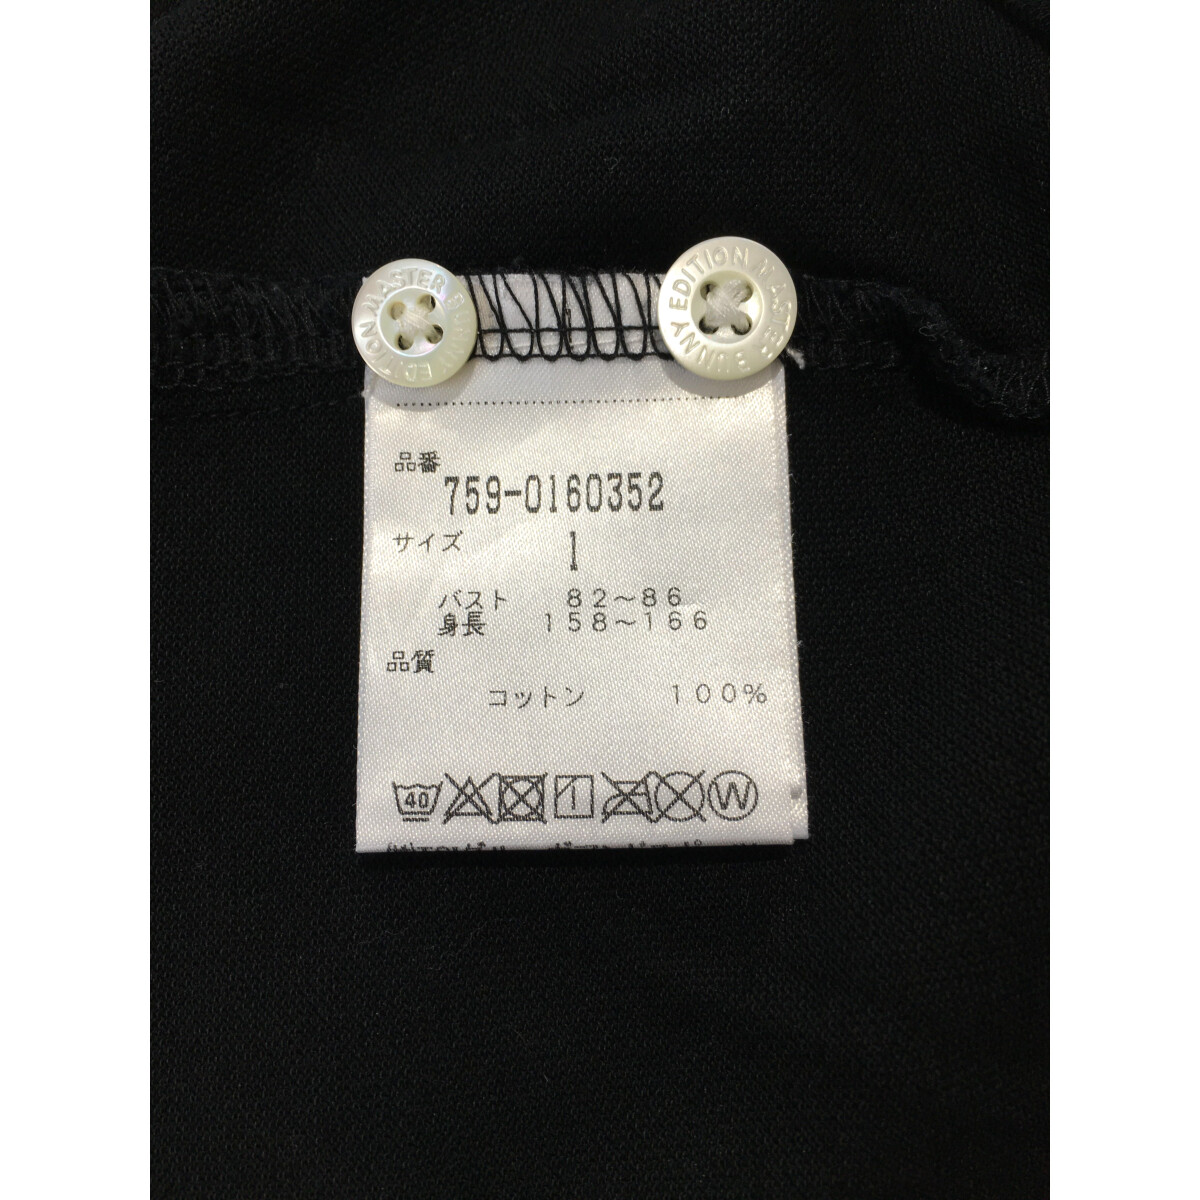 MASTER BUNNY EDITION
MASTER BUNNY EDITION
品番
759-0160352
サイズ 1
バスト 82～86
身長 158～166
品質
コットン 100%
40 W